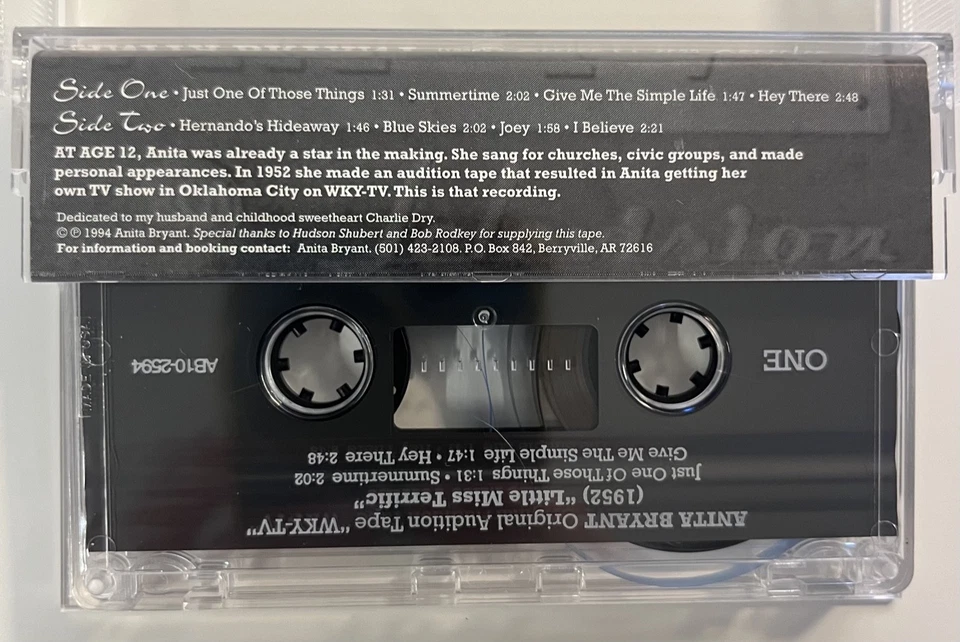 Side One • Just One Of Those Things 1:31 • Summertime 2:02 • Give Me The Simple Life 1:47 • Hey There 2:48
Side Two • Hernando's Hideaway 1:46 • Blue Skies 2:02 • Joey 1:58 • I Believe 2:21
AT AGE 12, Anita was already a star in the making. She sang for churches, civic groups, and made
personal appearances. In 1952 she made an audition tape that resulted in Anita getting her
own TV show in Oklahoma City on WKY-TV. This is that recording.
Dedicated to my husband and childhood sweetheart Charlie Dry.
© ℗ 1994 Anita Bryant. Special thanks to Hudson Shubert and Bob Rodkey for supplying this tape.
For information and booking contact: Anita Bryant. (501) 423-2108. P.O. Box 842, Berryville, AR 72616
ANITA BRYANT Original Audition Tape "WKY-TV"
(1952) "Little Miss Terrific"
Just One Of Those Things 1:31 • Summertime 2:02
Give Me The Simple Life 1:47 • Hey There 2:48
ONE
AB10-2594